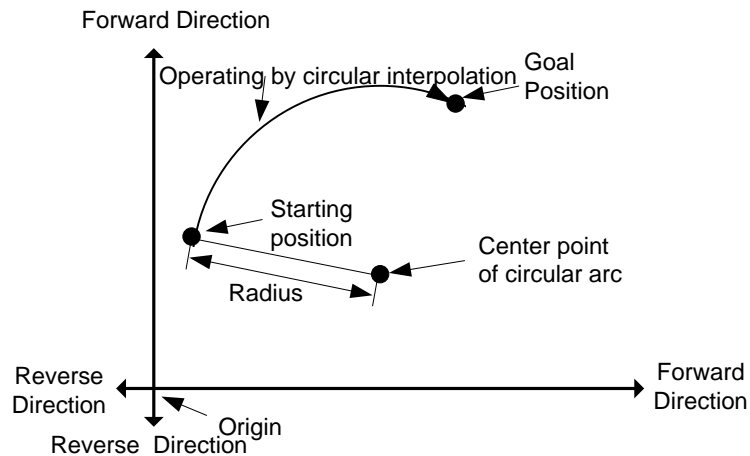 Forward Direction
Operating by circular interpolation
Goal
Position
Starting
position
Center point
of circular arc
Radius
Reverse
Direction
Forward
Direction
Origin
Reverse Direction